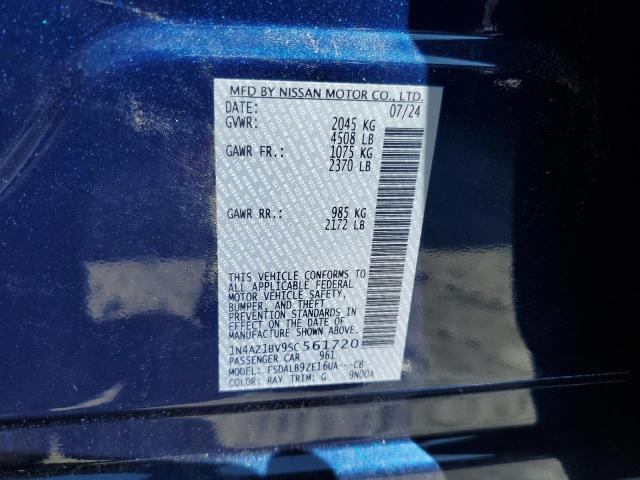 MFD BY NISSAN MOTOR CO., LTD.
DATE: 07/24
GVWR: 2045 KG
4508 LB
GAWR FR.: 1075 KG
2370 LB
GAWR RR.: 985 KG
2172 LB
THIS VEHICLE CONFORMS TO
ALL APPLICABLE FEDERAL
MOTOR VEHICLE SAFETY,
BUMPER, AND THEFT
PREVENTION STANDARDS
IN EFFECT ON THE DATE OF
MANUFACTURE SHOWN ABOVE.
1N4AZ1BV9SC561720
PASSENGER CAR 961
MODEL: FSDALB9ZE16UA---CB
COLOR: RAY TRIM: G 9N00A